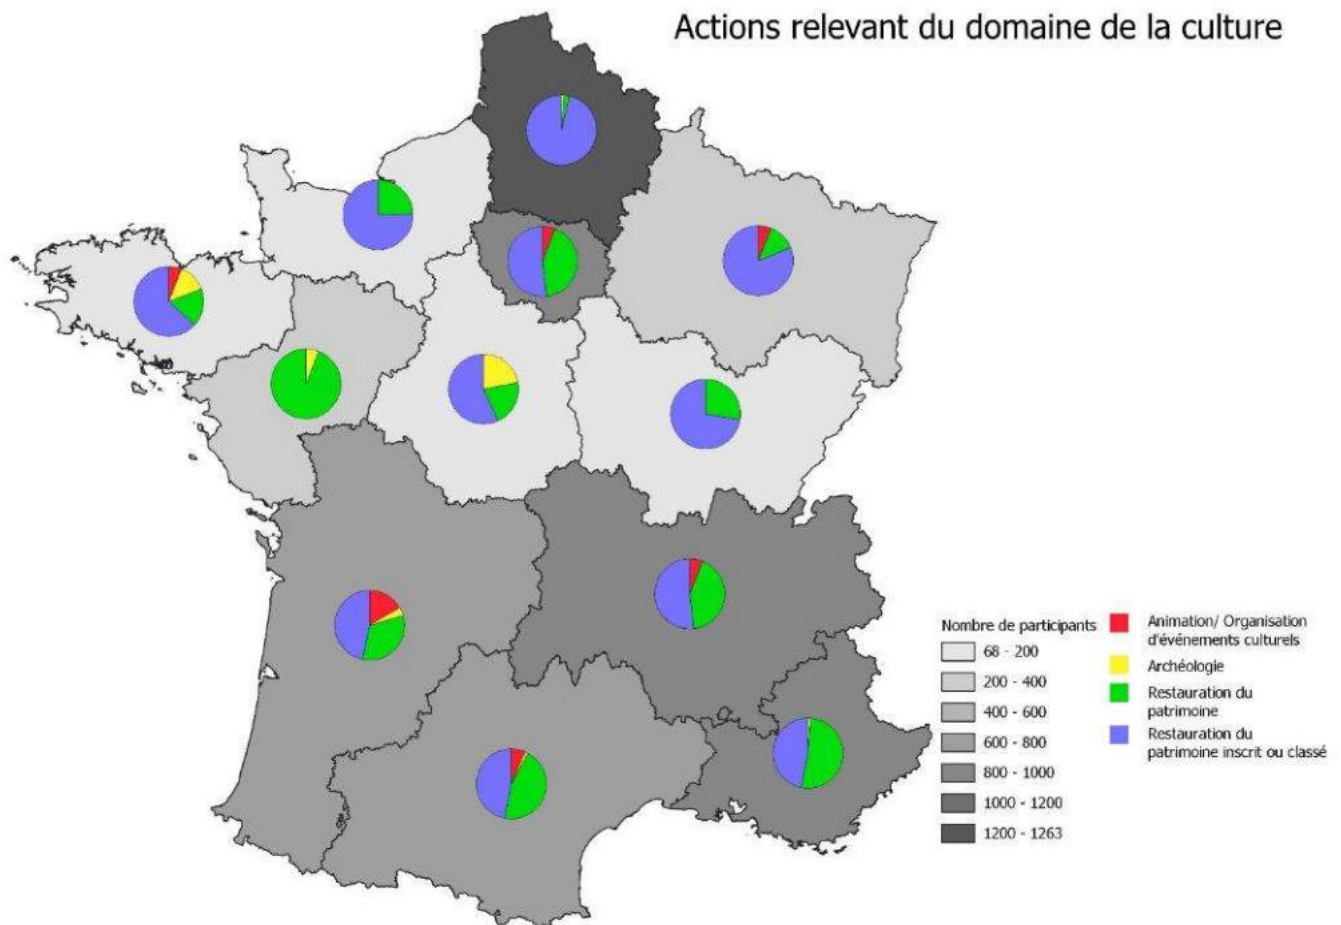 Actions relevant du domaine de la culture
Nombre de participants
68 - 200
200 - 400
400 - 600
600 - 800
800 - 1000
1000 - 1200
1200 - 1263
Animation/ Organisation
d'événements culturels
Archéologie
Restauration du
patrimoine
Restauration du
patrimoine inscrit ou classé